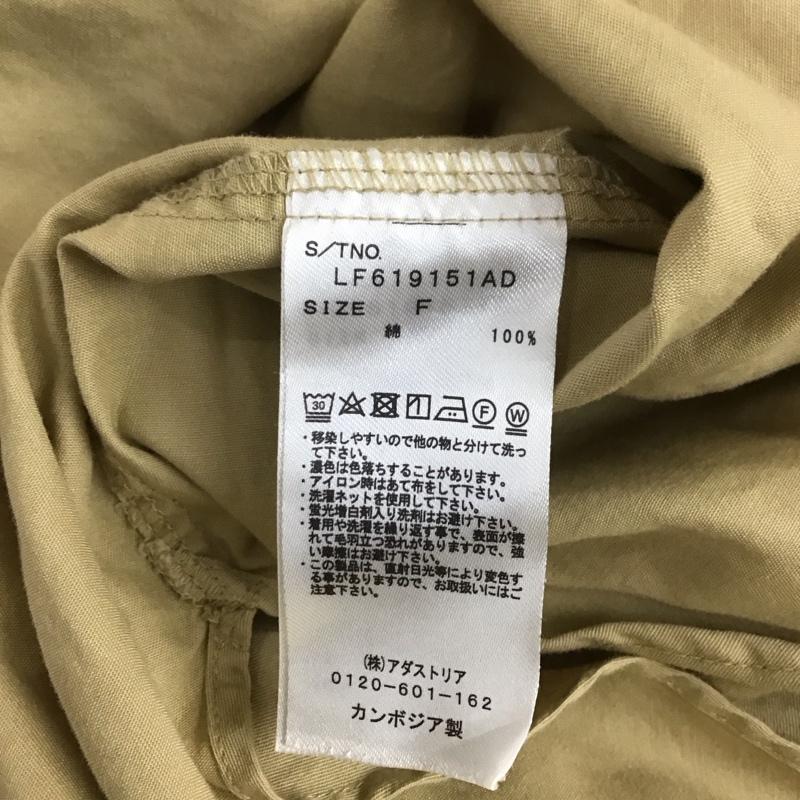 S/TNO.
LF619151AD
SIZE F
綿 100%
30 F W
・移染しやすいので他の物と分けて洗っ
て下さい。
・濃色は色落ちすることがあります。
・アイロン時はあて布をして下さい。
・洗濯ネットを使用して下さい。
・蛍光増白剤入り洗剤はお避け下さい。
・着用や洗濯を繰り返す事で、表面が擦
れて毛羽立つ恐れがありますので、強
い摩擦はお避け下さい。
・この製品は、直射日光等により変色す
る事がありますので、お取扱いにはご
注意下さい。
(株)アダストリア
0120-601-162
カンボジア製